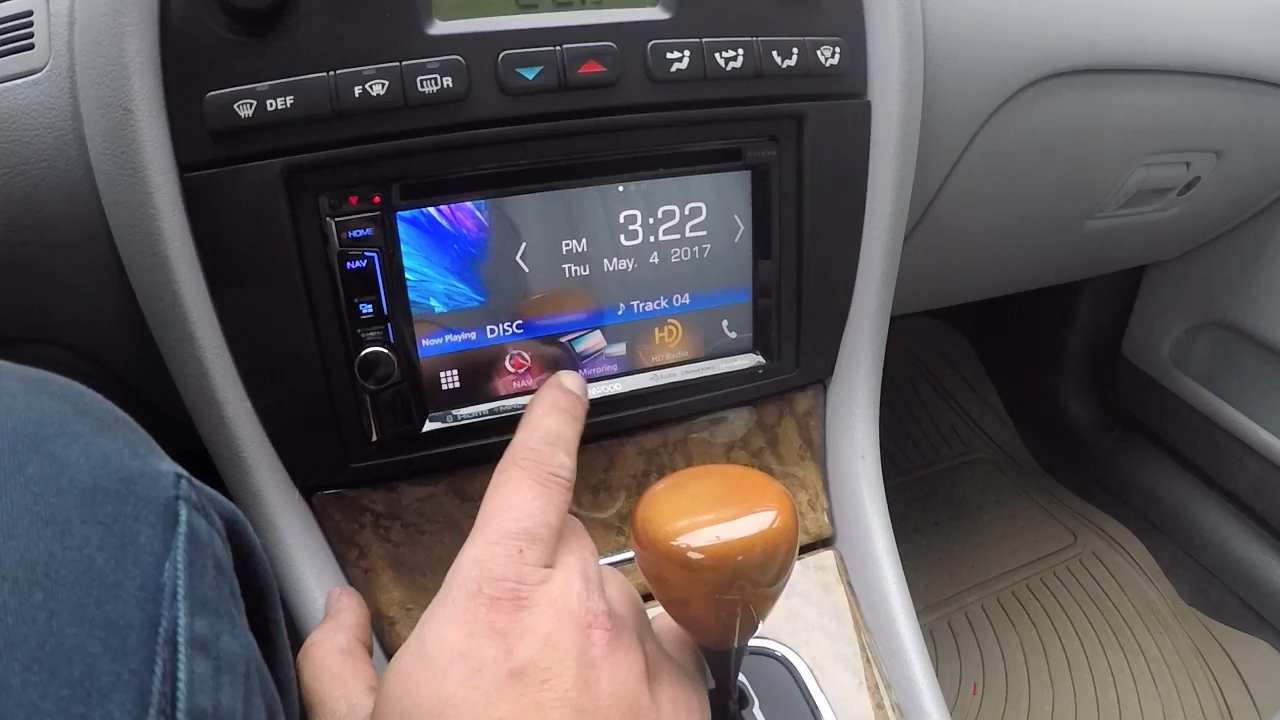 DEF
F
R
HOME
NAV
PM
3:22
Thu May. 4 2017
Track 04
Now Playing DISC
NAV
Mirroring
HD
HD Radio